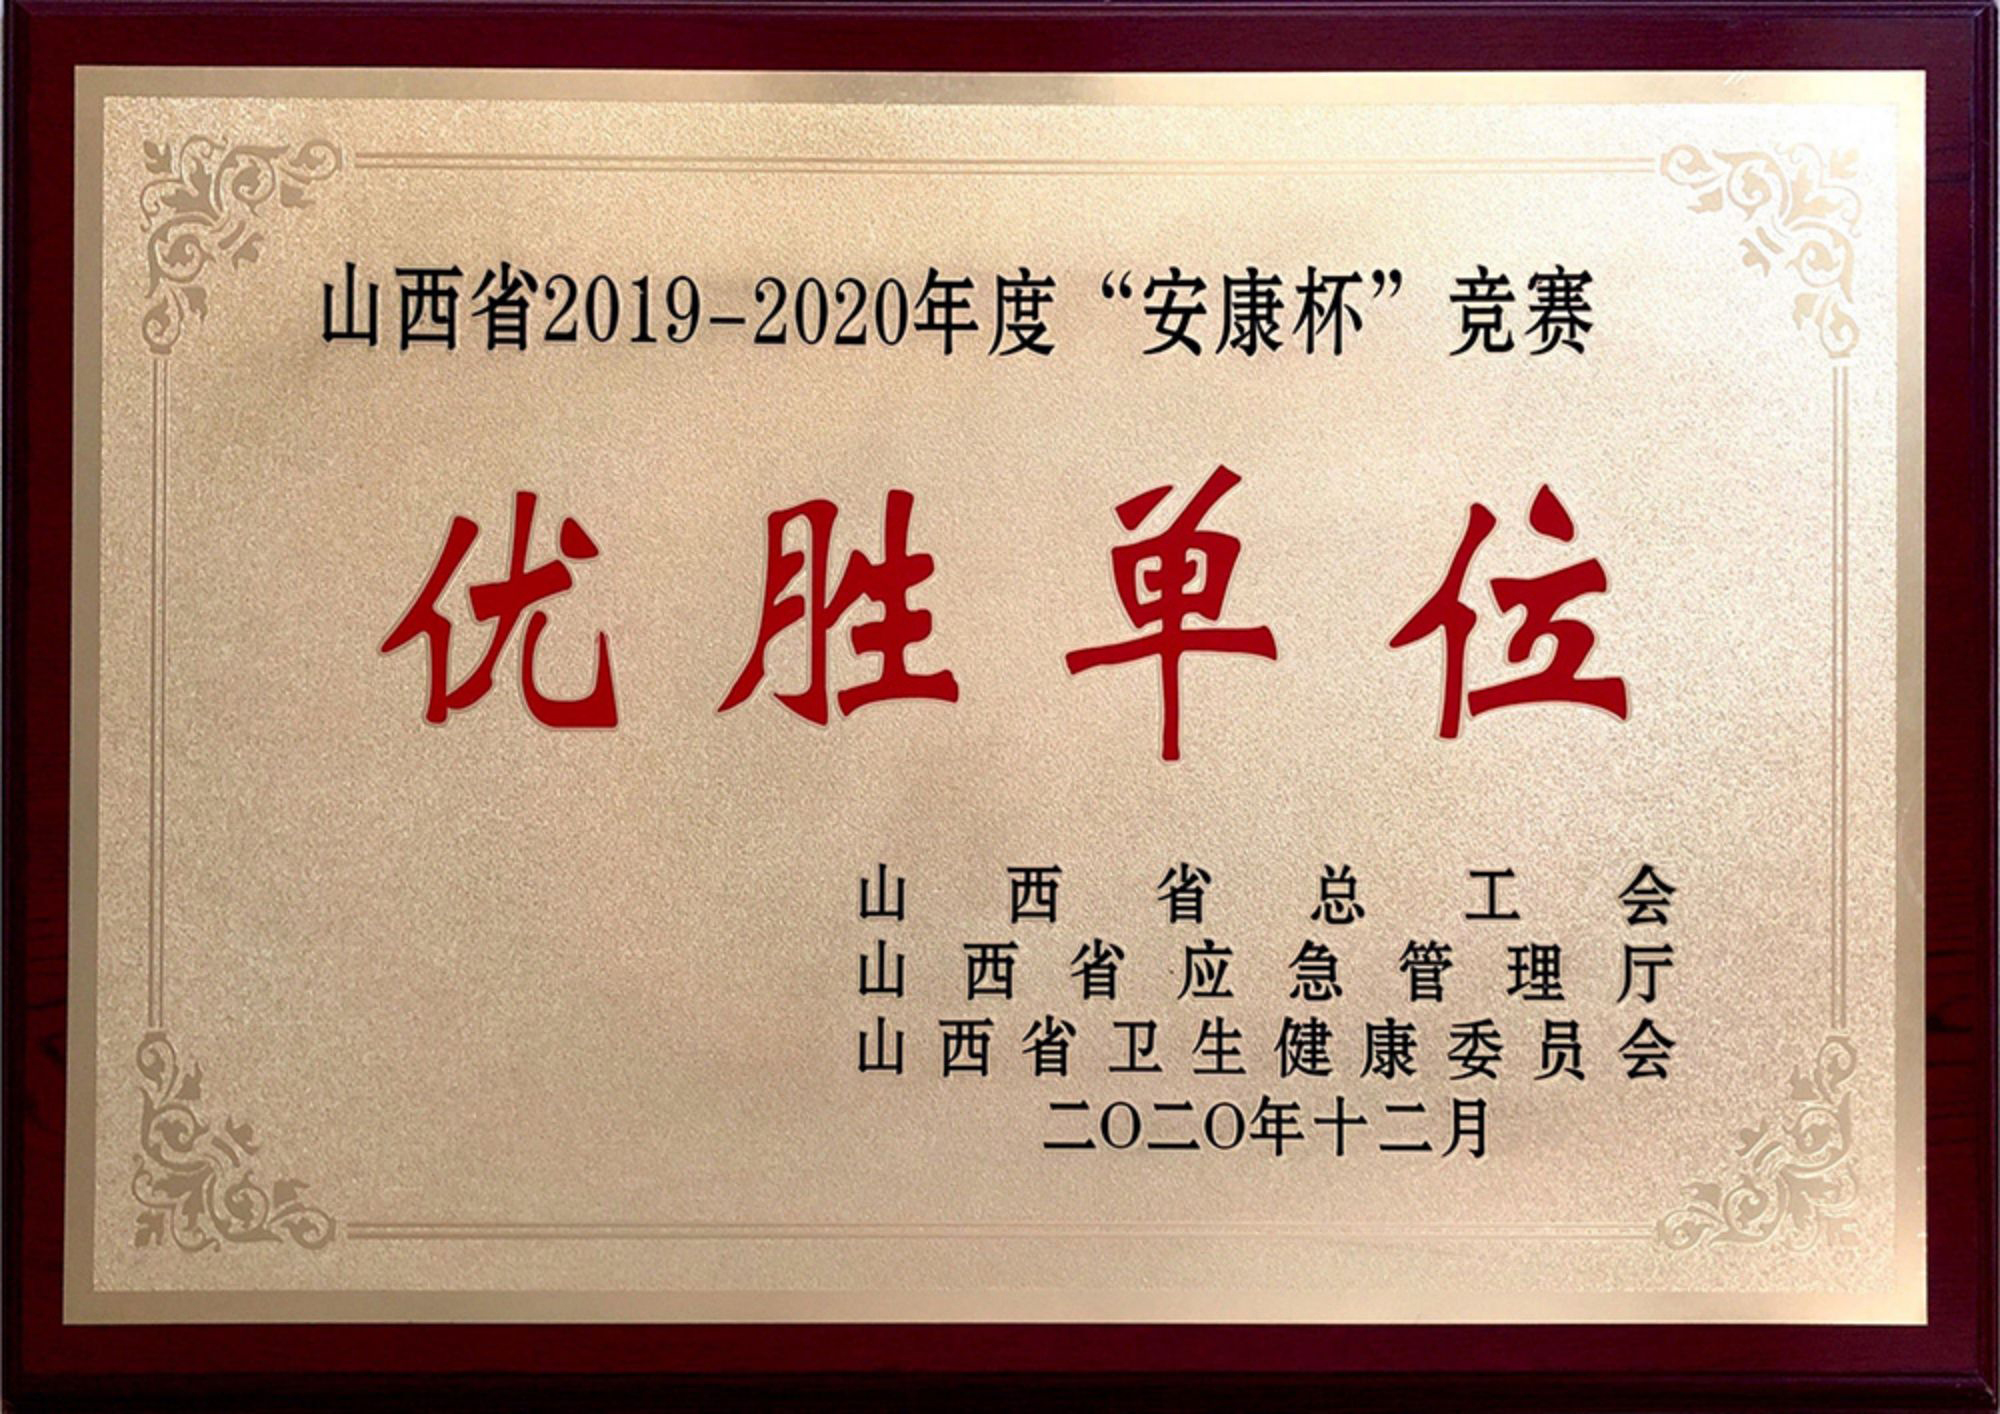 山西省2019-2020年度“安康杯”竞赛
优胜单位
山西省总工会
山西省应急管理厅
山西省卫生健康委员会
二〇二〇年十二月